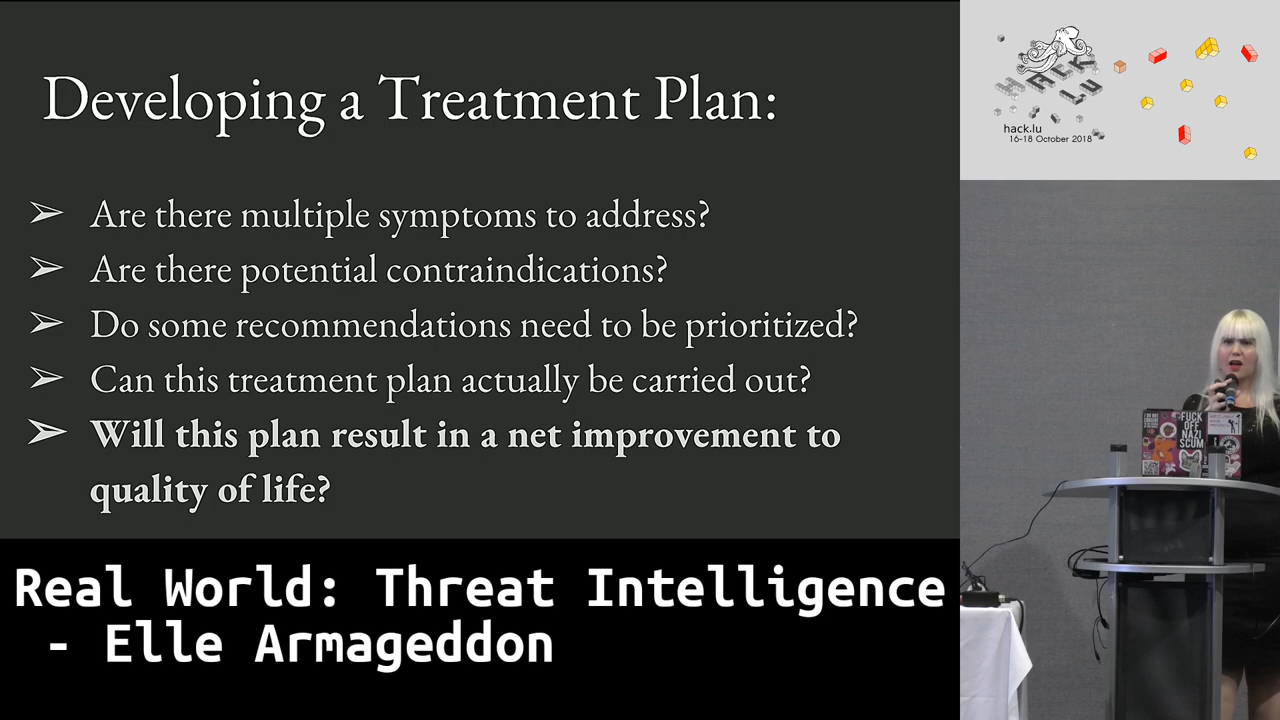 Developing a Treatment Plan:
➢ Are there multiple symptoms to address?
➢ Are there potential contraindications?
➢ Do some recommendations need to be prioritized?
➢ Can this treatment plan actually be carried out?
➢ Will this plan result in a net improvement to
quality of life?
Real World: Threat Intelligence
- Elle Armageddon
HACK
LU
hack.lu
16-18 October 2018
FUCK
OFF
NAZI
SCUM